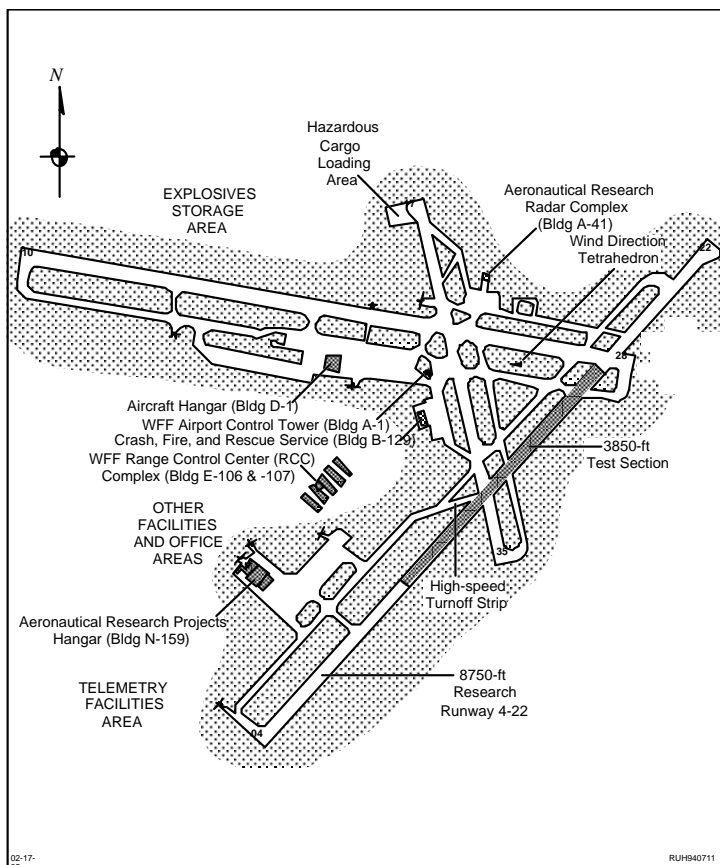 N
Hazardous
Cargo
Loading
Area
EXPLOSIVES
STORAGE
AREA
Aeronautical Research
Radar Complex
(Bldg A-41)
Wind Direction
Tetrahedron
17
22
10
28
Aircraft Hangar (Bldg D-1)
WFF Airport Control Tower (Bldg A-1)
Crash, Fire, and Rescue Service (Bldg B-129)
WFF Range Control Center (RCC)
Complex (Bldg E-106 & -107)
3850-ft
Test Section
OTHER
FACILITIES
AND OFFICE
AREAS
35
High-speed
Turnoff Strip
Aeronautical Research Projects
Hangar (Bldg N-159)
TELEMETRY
FACILITIES
AREA
8750-ft
Research
Runway 4-22
04
02-17-
RUH940711